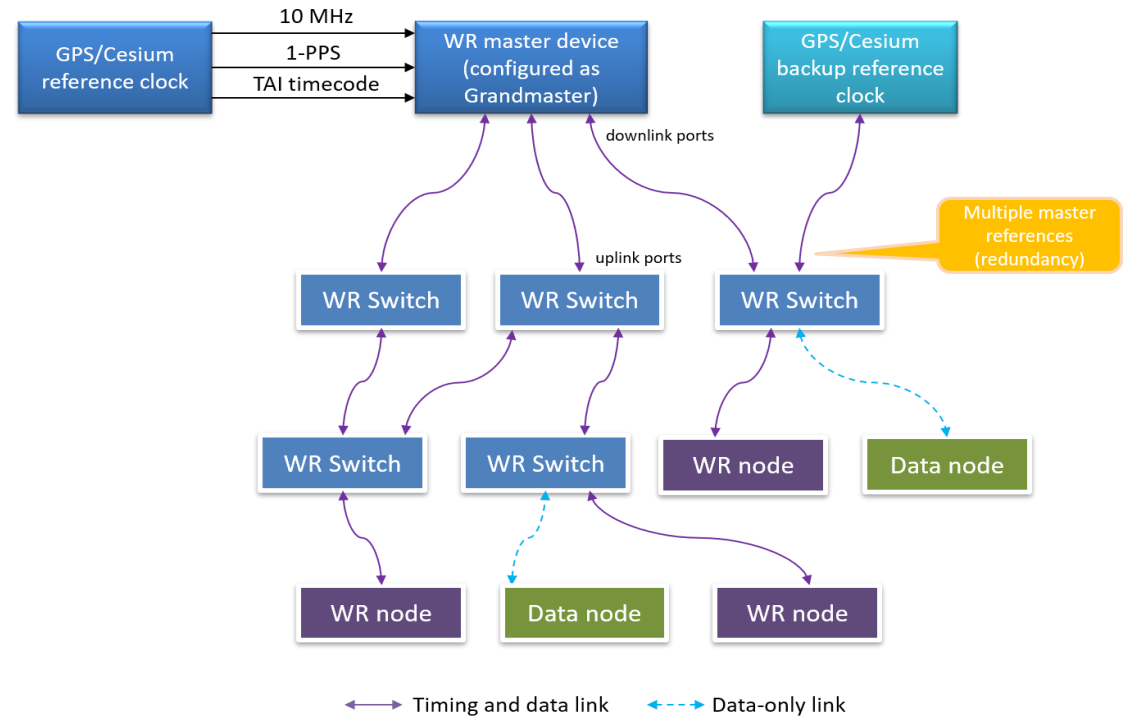 10 MHz
GPS/Cesium
reference clock
1-PPS
TAI timecode
WR master device
(configured as
Grandmaster)
GPS/Cesium
backup reference
clock
downlink ports
Multiple master
references
(redundancy)
uplink ports
WR Switch
WR Switch
WR Switch
WR Switch
WR Switch
WR node
Data node
WR node
Data node
WR node
Timing and data link
Data-only link